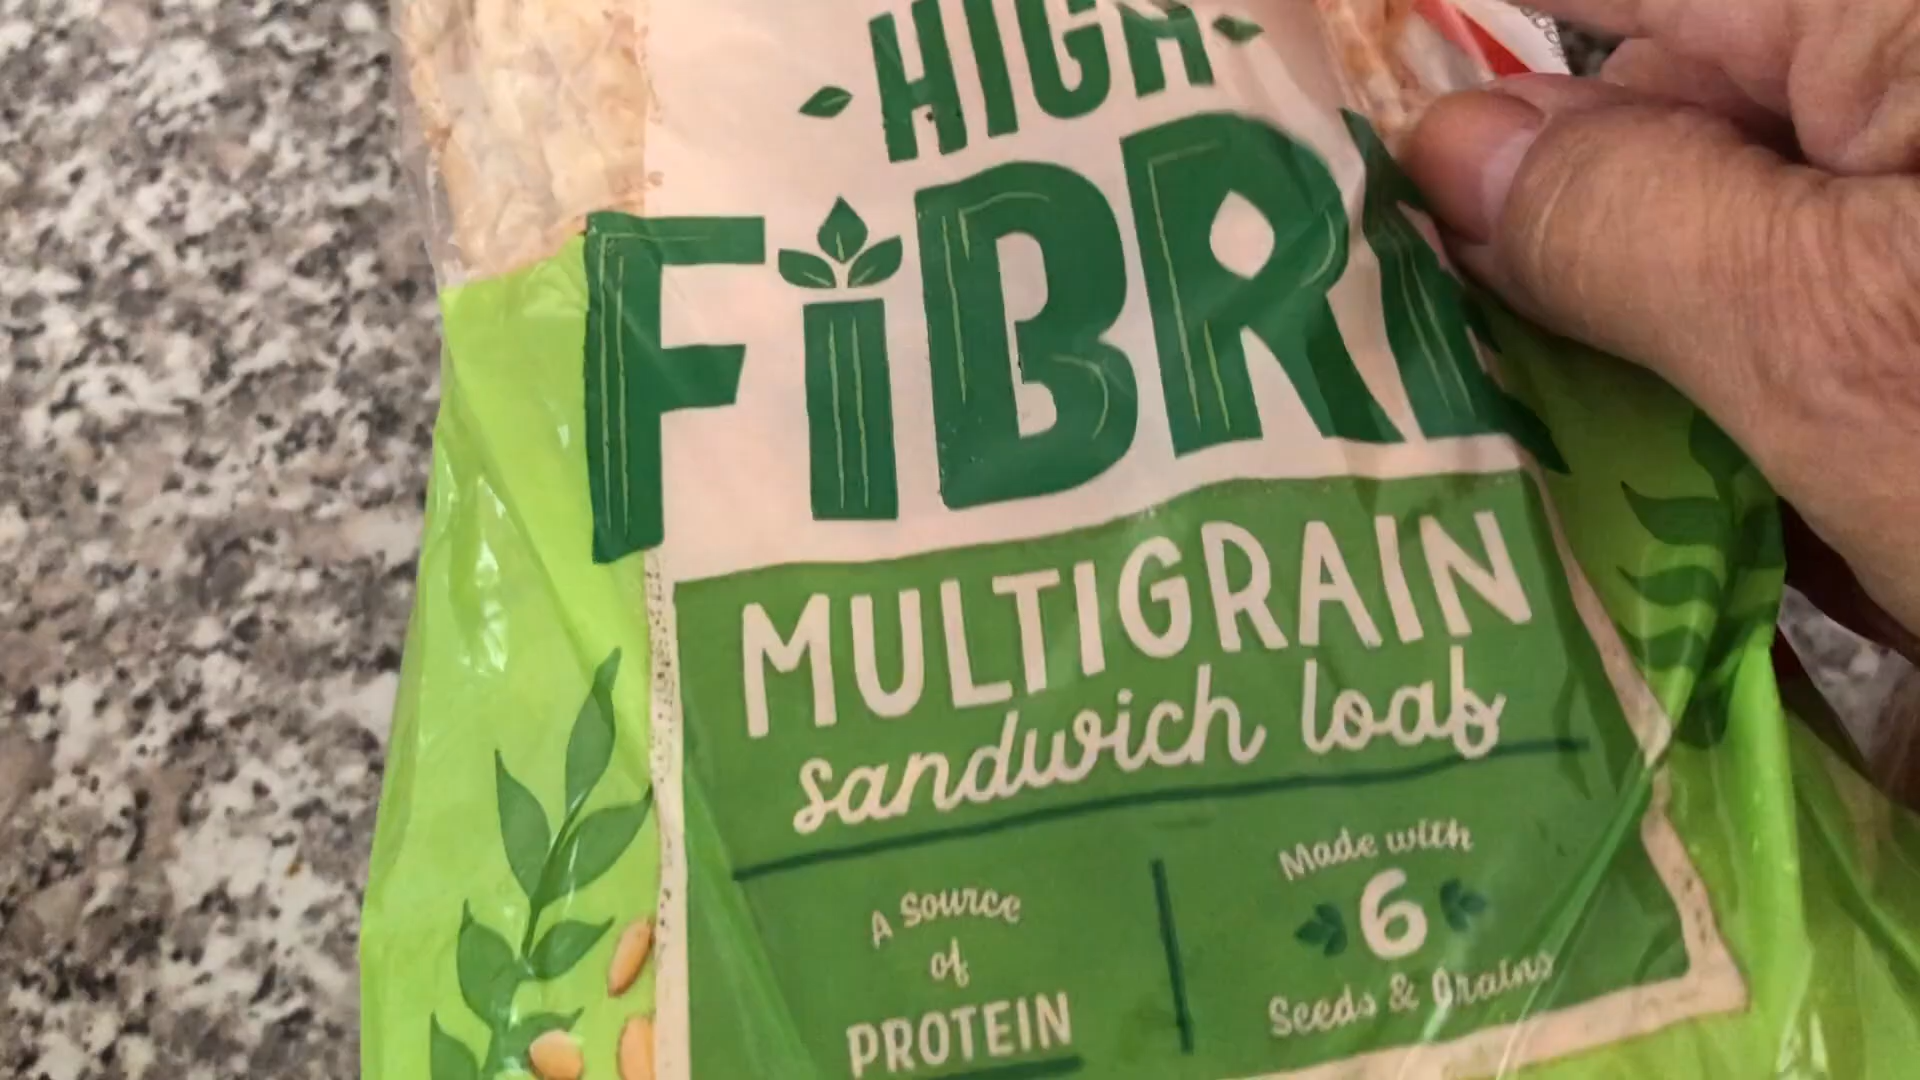 HIGH
FiBRE
MULTIGRAIN
sandwich loaf
A Source
of
PROTEIN
Made with
6
Seeds & Grains